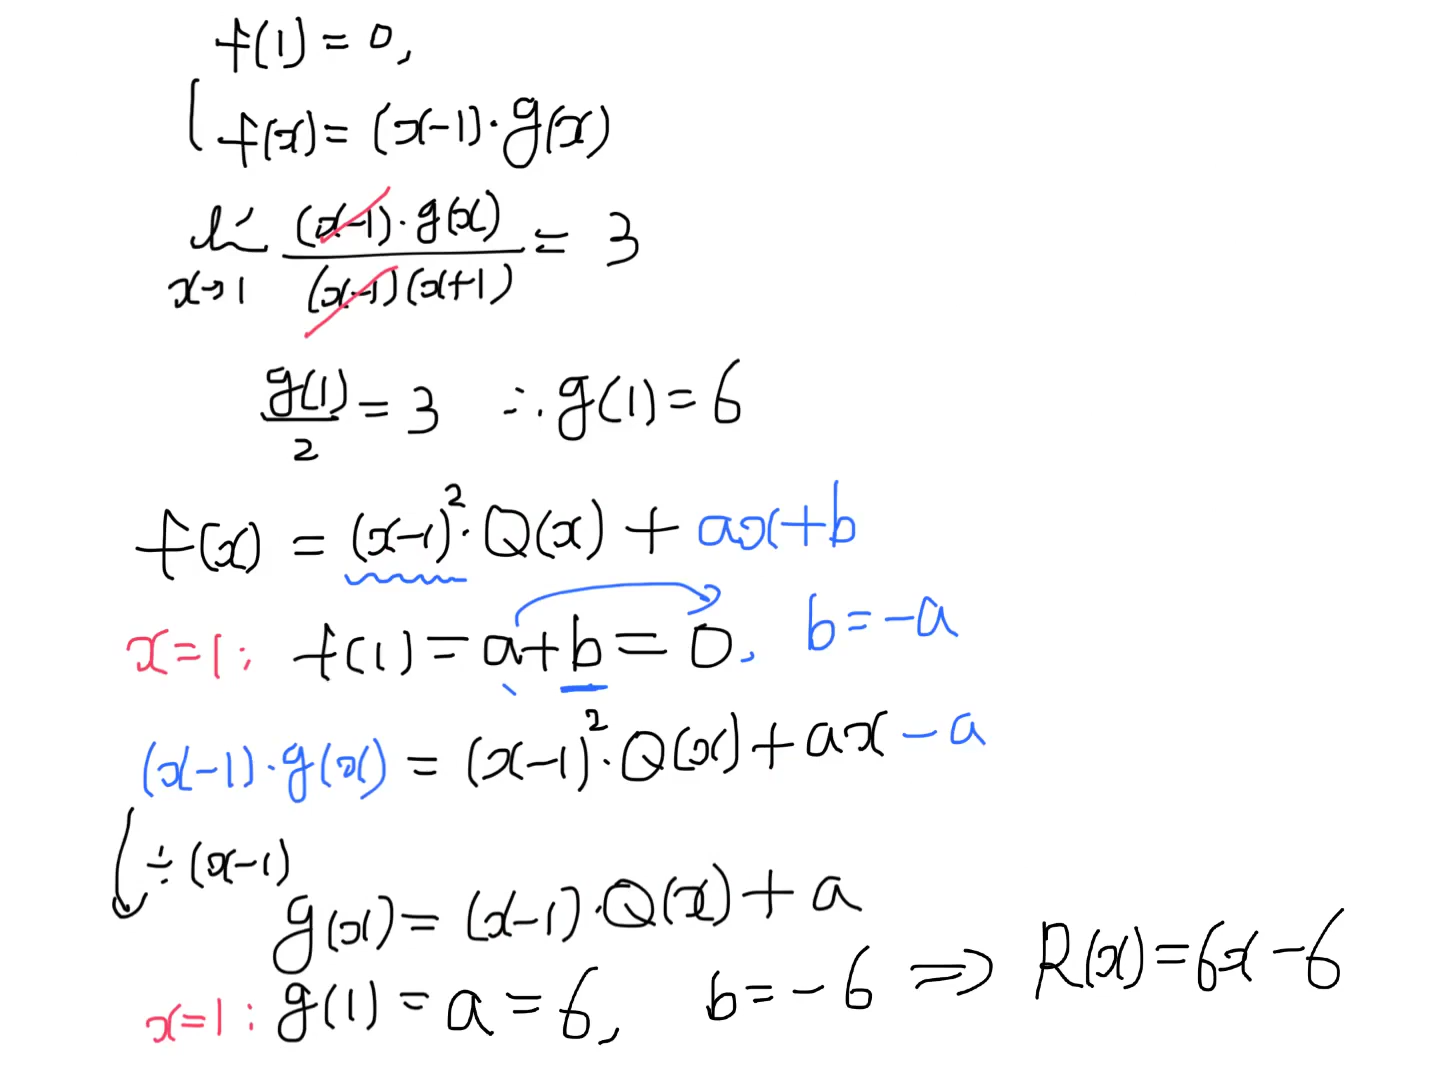 f(1) = 0,
f(x) = (x-1)·g(x)
lim x→1 (x-1)·g(x) / (x-1)(x+1) = 3
g(1)/2 = 3 ∴ g(1) = 6
f(x) = (x-1)²·Q(x) + ax+b
x=1; f(1) = a+b = 0, b = -a
(x-1)·g(x) = (x-1)²·Q(x) + ax - a
÷(x-1)
g(x) = (x-1)·Q(x) + a
x=1: g(1) = a = 6, b = -6 ⇒ R(x) = 6x - 6